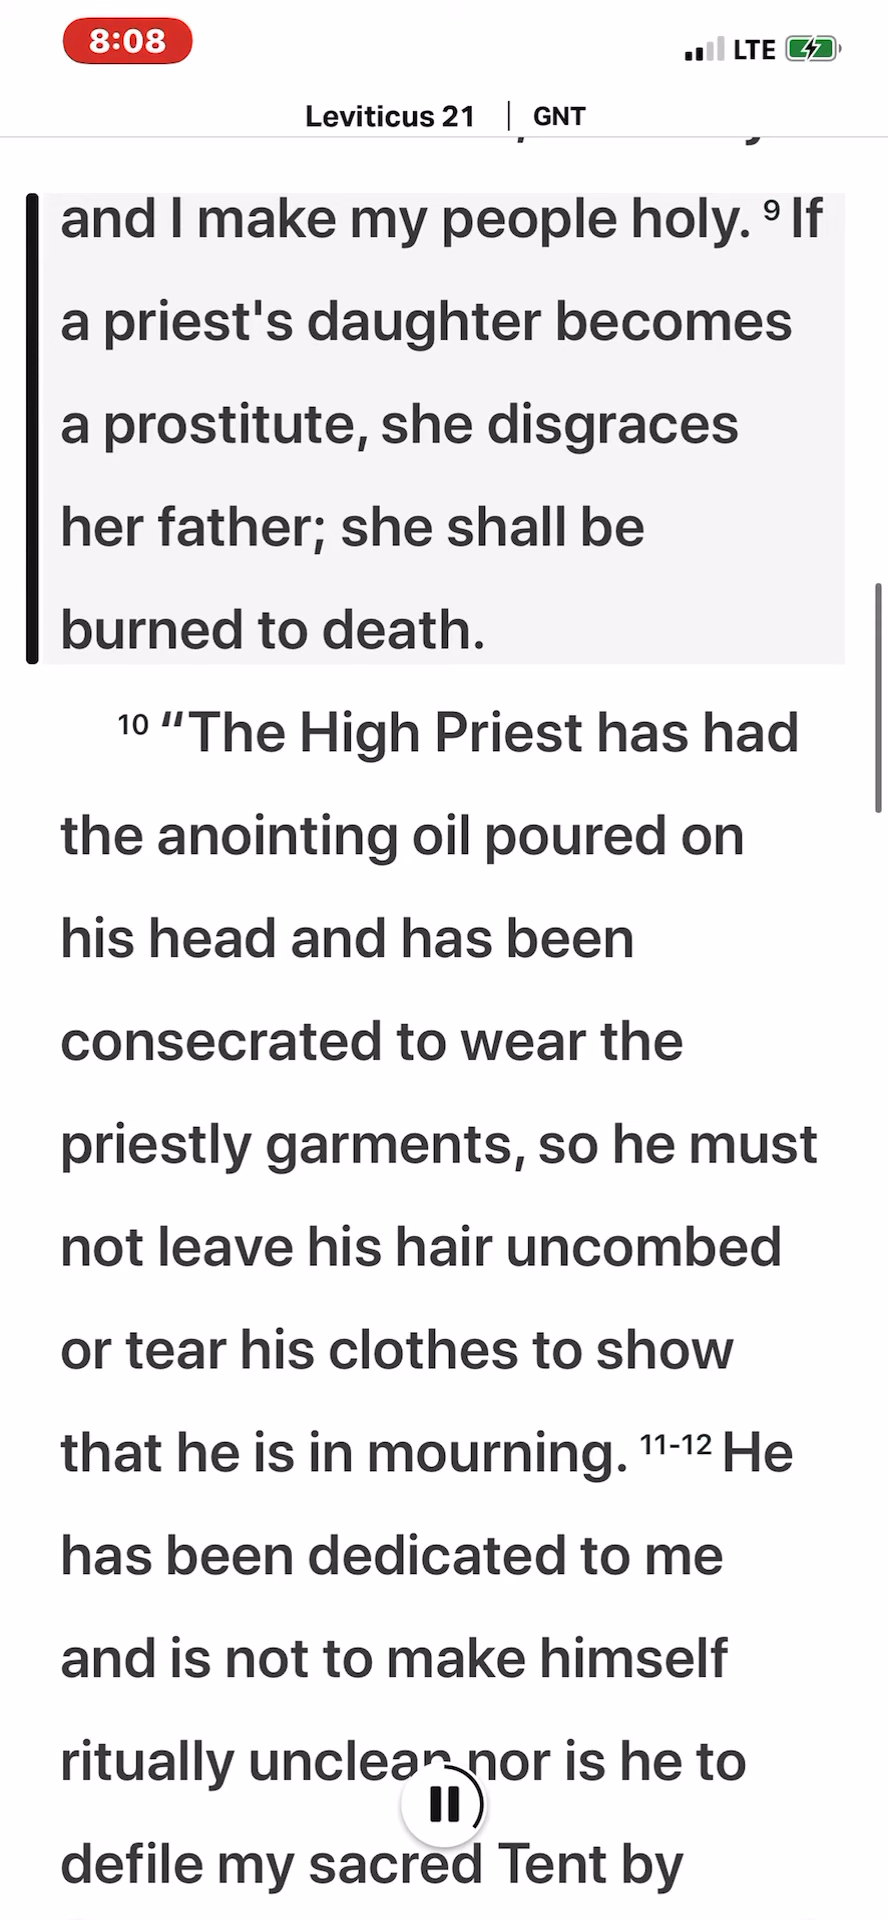 8:08
LTE
Leviticus 21 | GNT
and I make my people holy. 9 If
a priest's daughter becomes
a prostitute, she disgraces
her father; she shall be
burned to death.
10 “The High Priest has had
the anointing oil poured on
his head and has been
consecrated to wear the
priestly garments, so he must
not leave his hair uncombed
or tear his clothes to show
that he is in mourning. 11-12 He
has been dedicated to me
and is not to make himself
ritually unclean nor is he to
defile my sacred Tent by